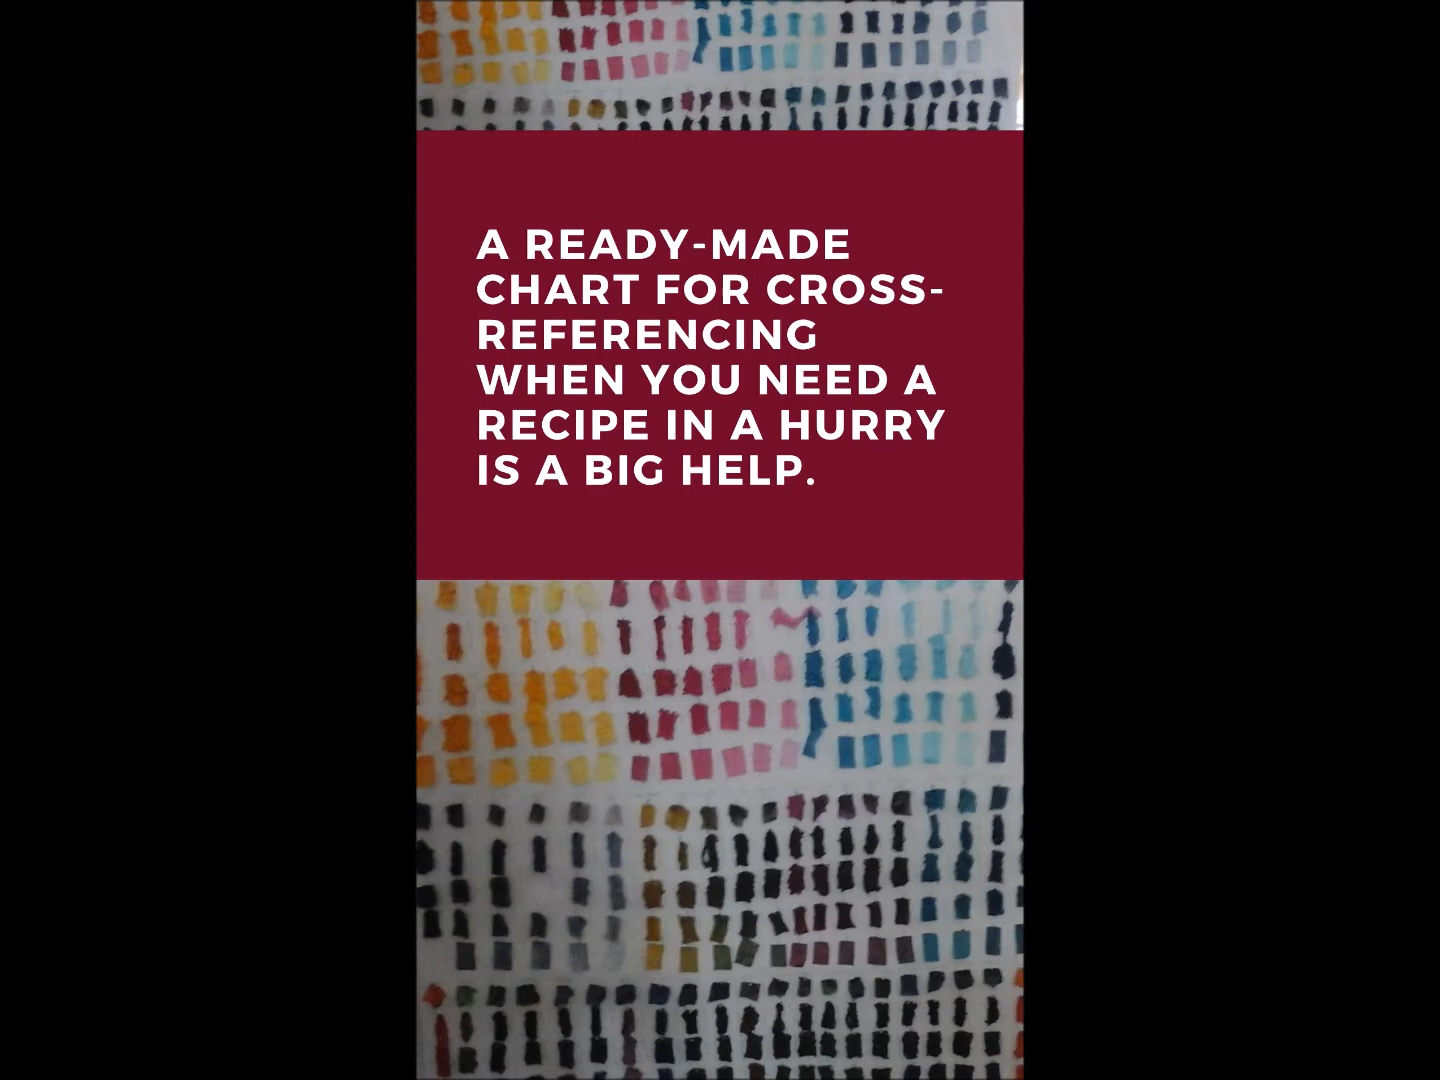 A READY-MADE
CHART FOR CROSS-
REFERENCING
WHEN YOU NEED A
RECIPE IN A HURRY
IS A BIG HELP.